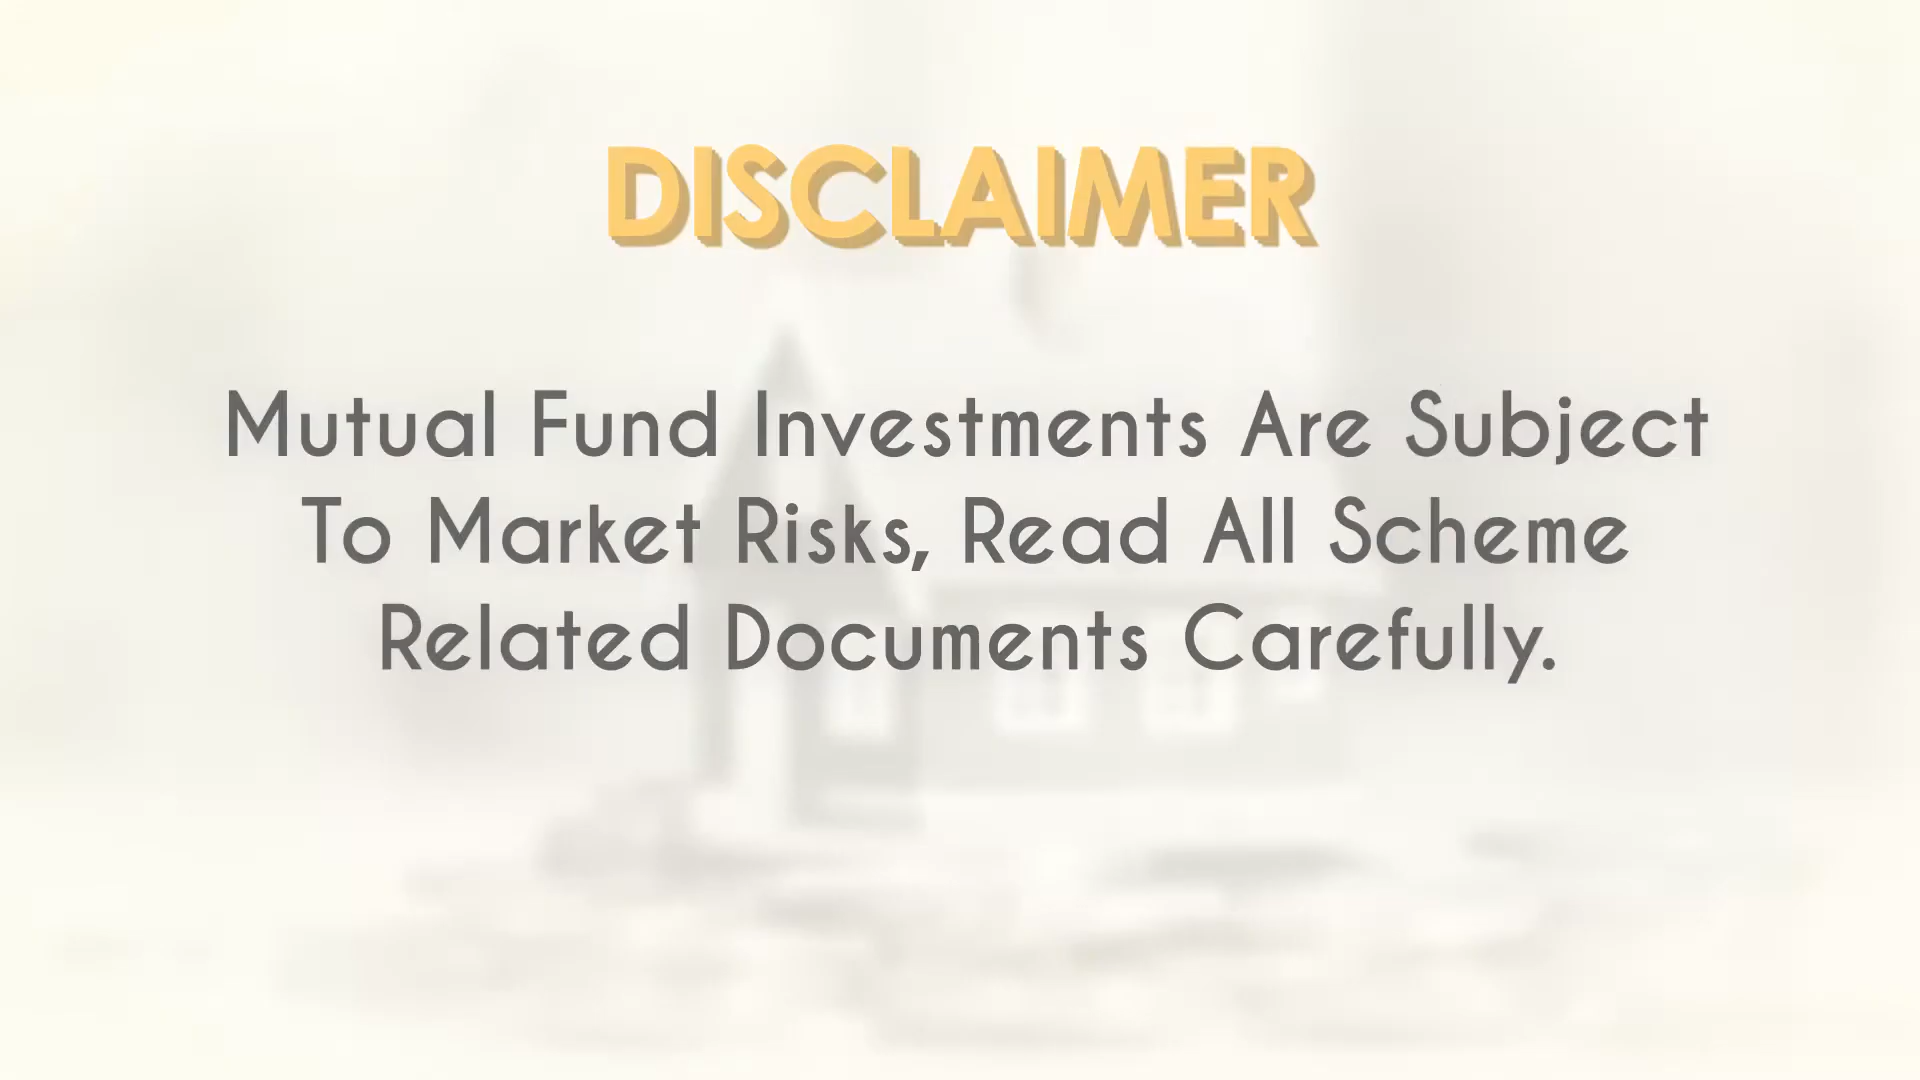 DISCLAIMER
Mutual Fund Investments Are Subject
To Market Risks, Read All Scheme
Related Documents Carefully.